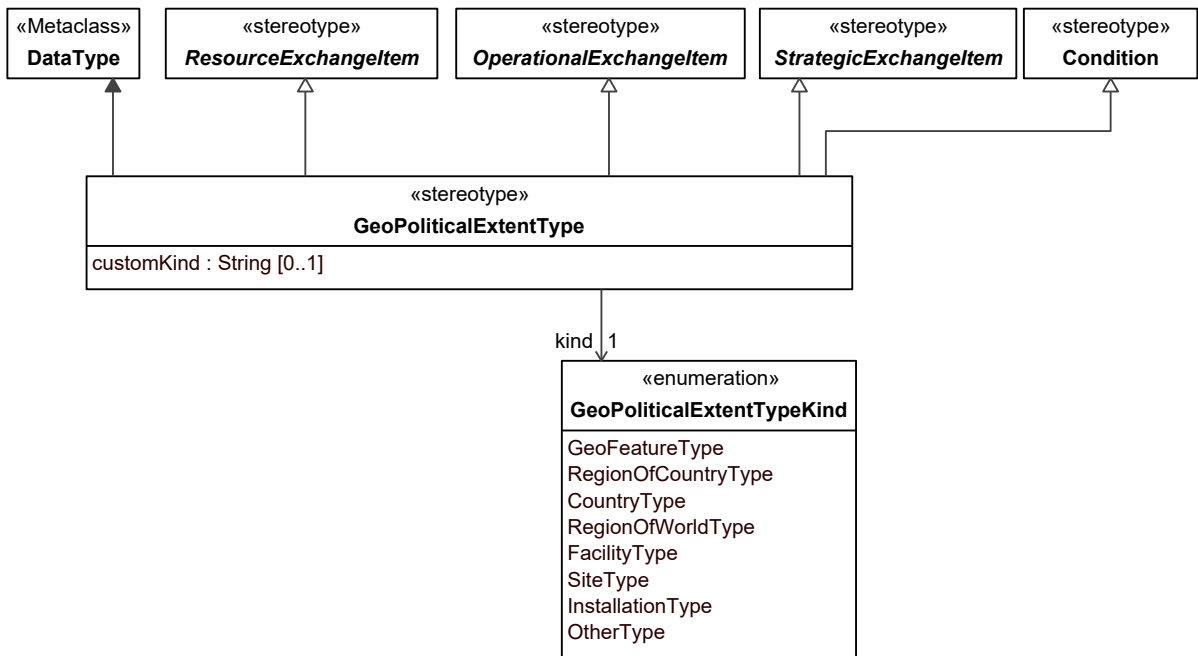 «Metaclass»
DataType
«stereotype»
ResourceExchangeItem
«stereotype»
OperationalExchangeItem
«stereotype»
StrategicExchangeItem
«stereotype»
Condition
«stereotype»
GeoPoliticalExtentType
customKind : String [0..1]
kind 1
«enumeration»
GeoPoliticalExtentTypeKind
GeoFeatureType
RegionOfCountryType
CountryType
RegionOfWorldType
FacilityType
SiteType
InstallationType
OtherType